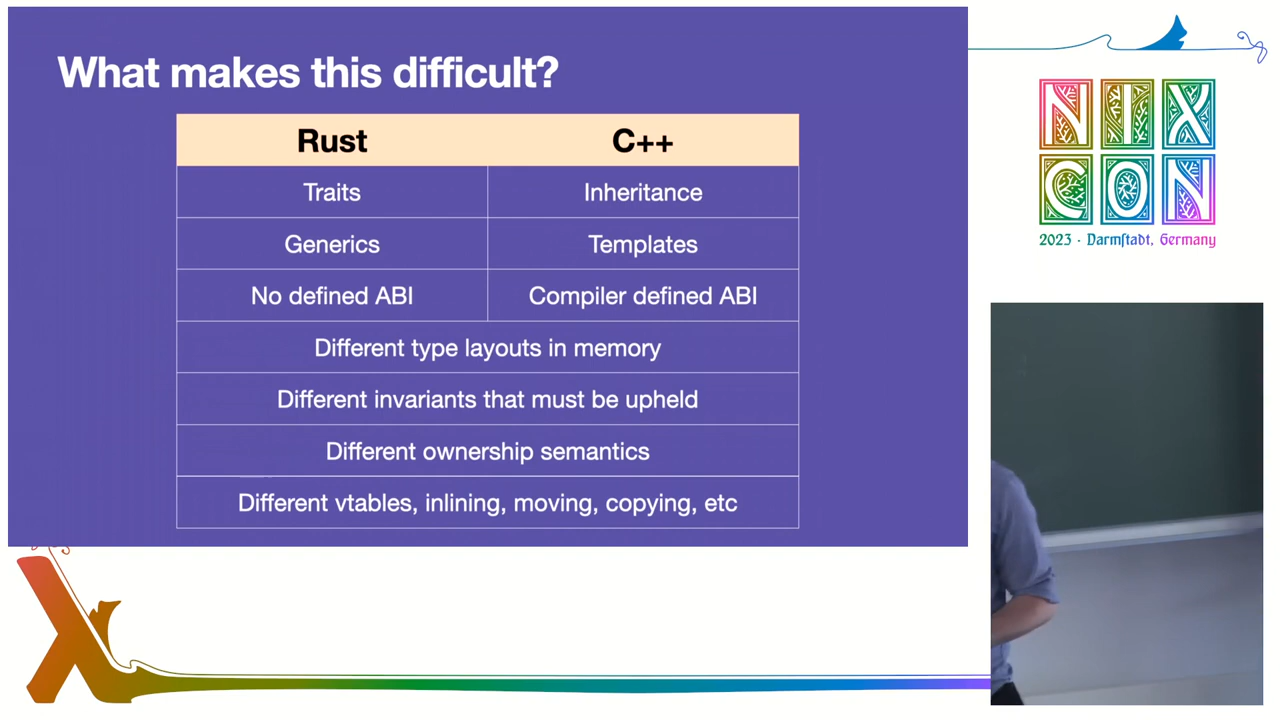 What makes this difficult?
Rust C++
Traits Inheritance
Generics Templates
No defined ABI Compiler defined ABI
Different type layouts in memory
Different invariants that must be upheld
Different ownership semantics
Different vtables, inlining, moving, copying, etc
NIX
CON
2023 · Darmſtadt, Germany